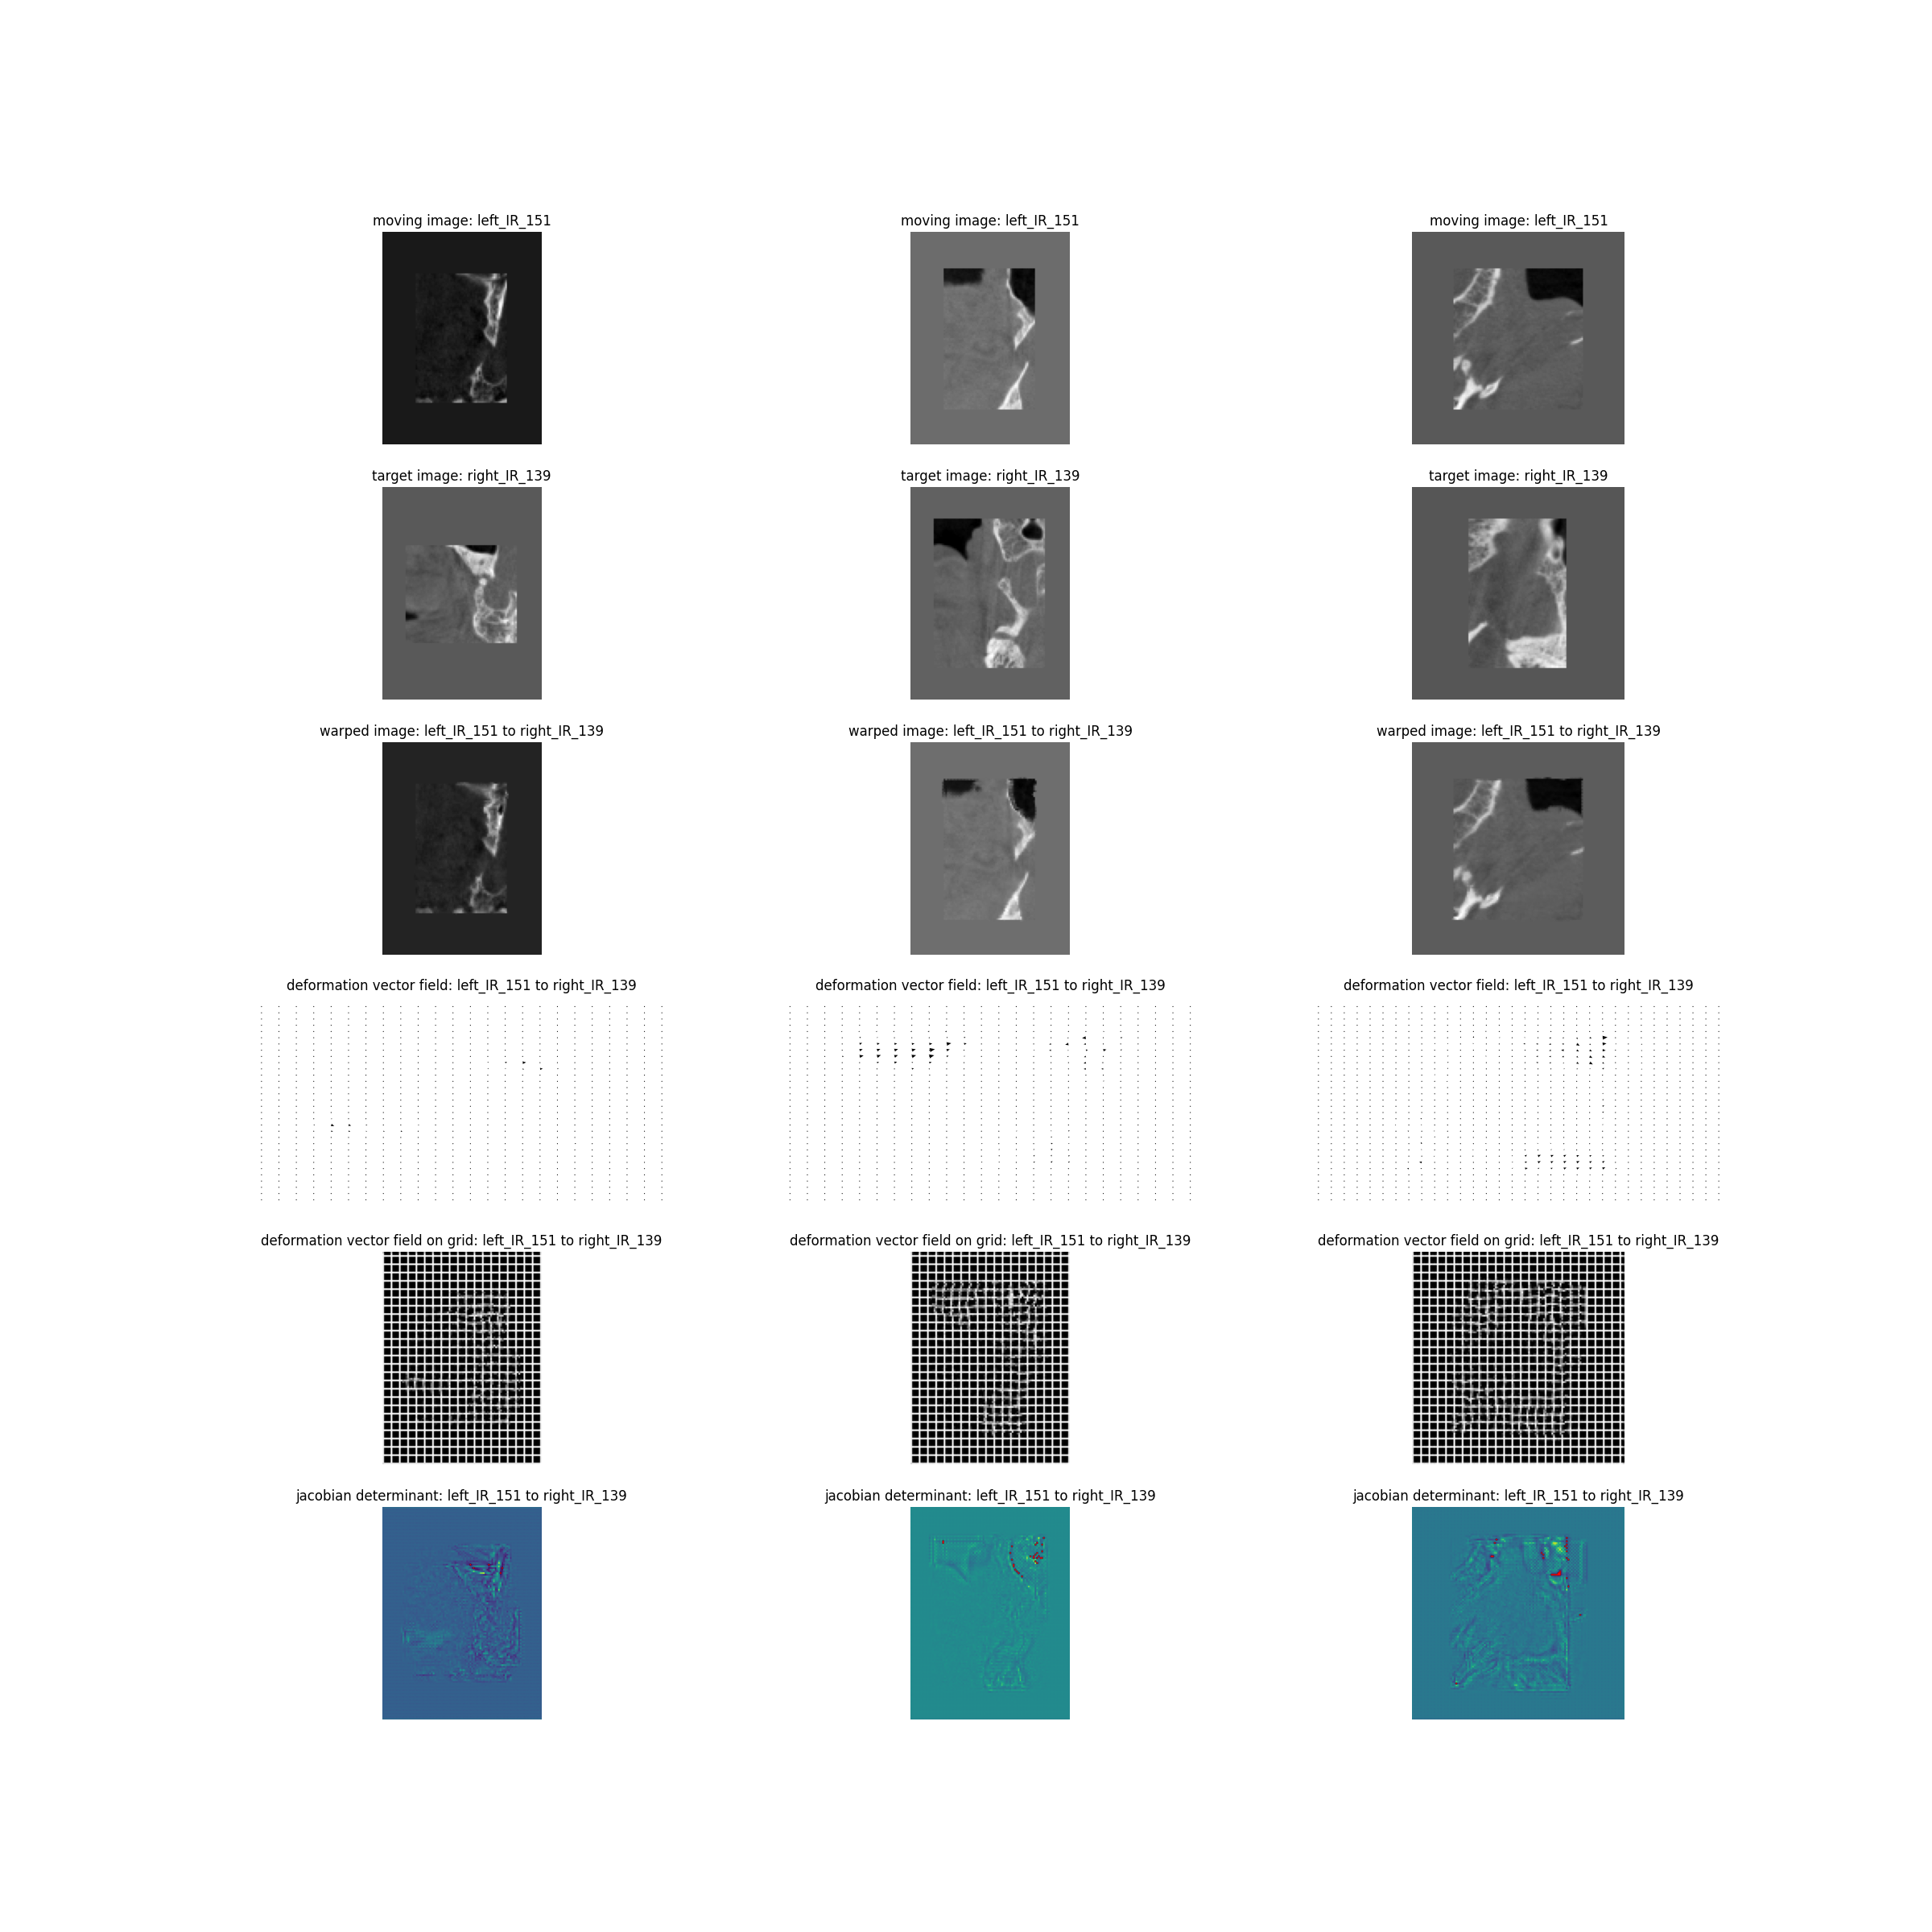 moving image: left_IR_151
moving image: left_IR_151
moving image: left_IR_151
target image: right_IR_139
target image: right_IR_139
target image: right_IR_139
warped image: left_IR_151 to right_IR_139
warped image: left_IR_151 to right_IR_139
warped image: left_IR_151 to right_IR_139
deformation vector field: left_IR_151 to right_IR_139
deformation vector field: left_IR_151 to right_IR_139
deformation vector field: left_IR_151 to right_IR_139
deformation vector field on grid: left_IR_151 to right_IR_139
deformation vector field on grid: left_IR_151 to right_IR_139
deformation vector field on grid: left_IR_151 to right_IR_139
jacobian determinant: left_IR_151 to right_IR_139
jacobian determinant: left_IR_151 to right_IR_139
jacobian determinant: left_IR_151 to right_IR_139